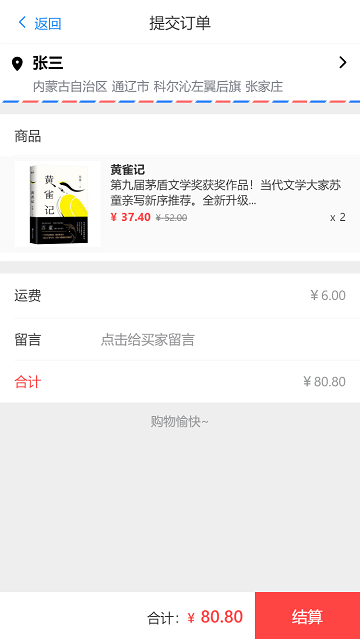 返回
提交订单
张三
内蒙古自治区 通辽市 科尔沁左翼后旗 张家庄
商品
黄雀记
黄雀记
第九届茅盾文学奖获奖作品！当代文学大家苏
童亲写新序推荐。全新升级...
¥ 37.40 ¥ 52.00
x 2
运费
¥6.00
留言
点击给买家留言
合计
¥80.80
购物愉快~
合计：¥ 80.80
结算